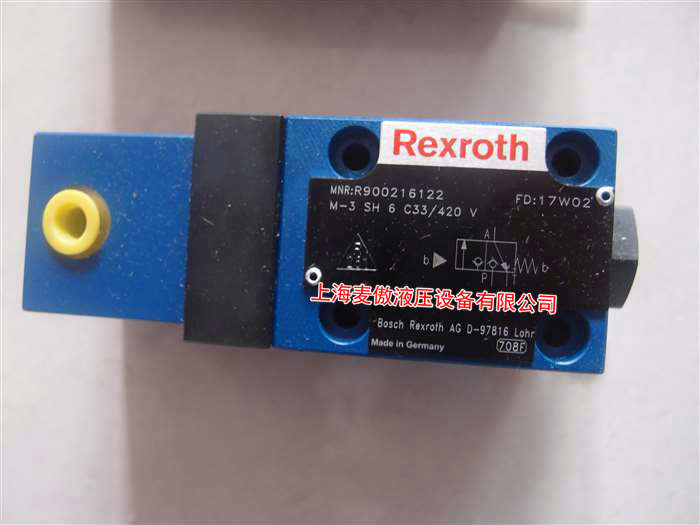 Rexroth
MNR:R900216122 FD:17W02
M-3 SH 6 C33/420 V
A
b b
P
上海麦傲液压设备有限公司
Bosch Rexroth AG D-97816 Lohr
Made in Germany 708F